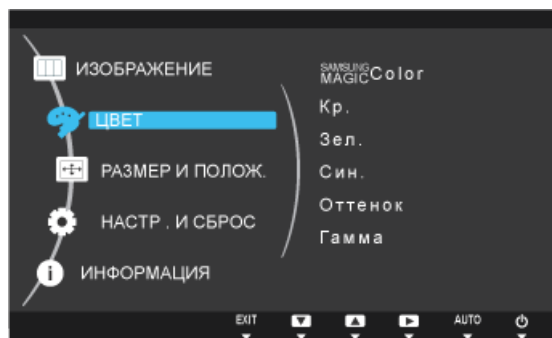 ИЗОБРАЖЕНИЕ
ЦВЕТ
РАЗМЕР И ПОЛОЖ.
НАСТР . И СБРОС
ИНФОРМАЦИЯ
SAMSUNG MAGIC Color
Кр.
Зел.
Син.
Оттенок
Гамма
EXIT AUTO